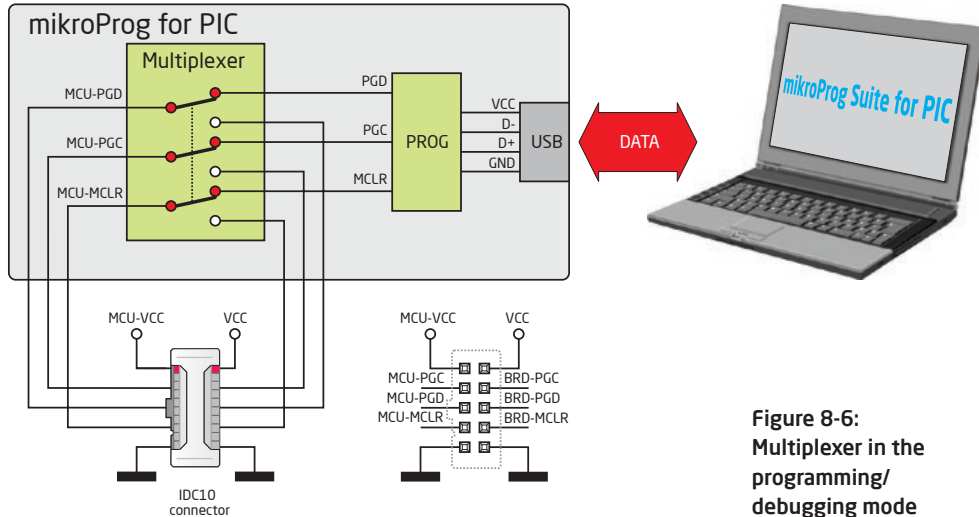 mikroProg for PIC
Multiplexer
MCU-PGD
MCU-PGC
MCU-MCLR
PGD
PGC
MCLR
PROG
VCC
D-
D+
GND
USB
DATA
mikroProg Suite for PIC
MCU-VCC
VCC
IDC10
connector
MCU-VCC
VCC
MCU-PGC
BRD-PGC
MCU-PGD
BRD-PGD
MCU-MCLR
BRD-MCLR
Figure 8-6:
Multiplexer in the
programming/
debugging mode